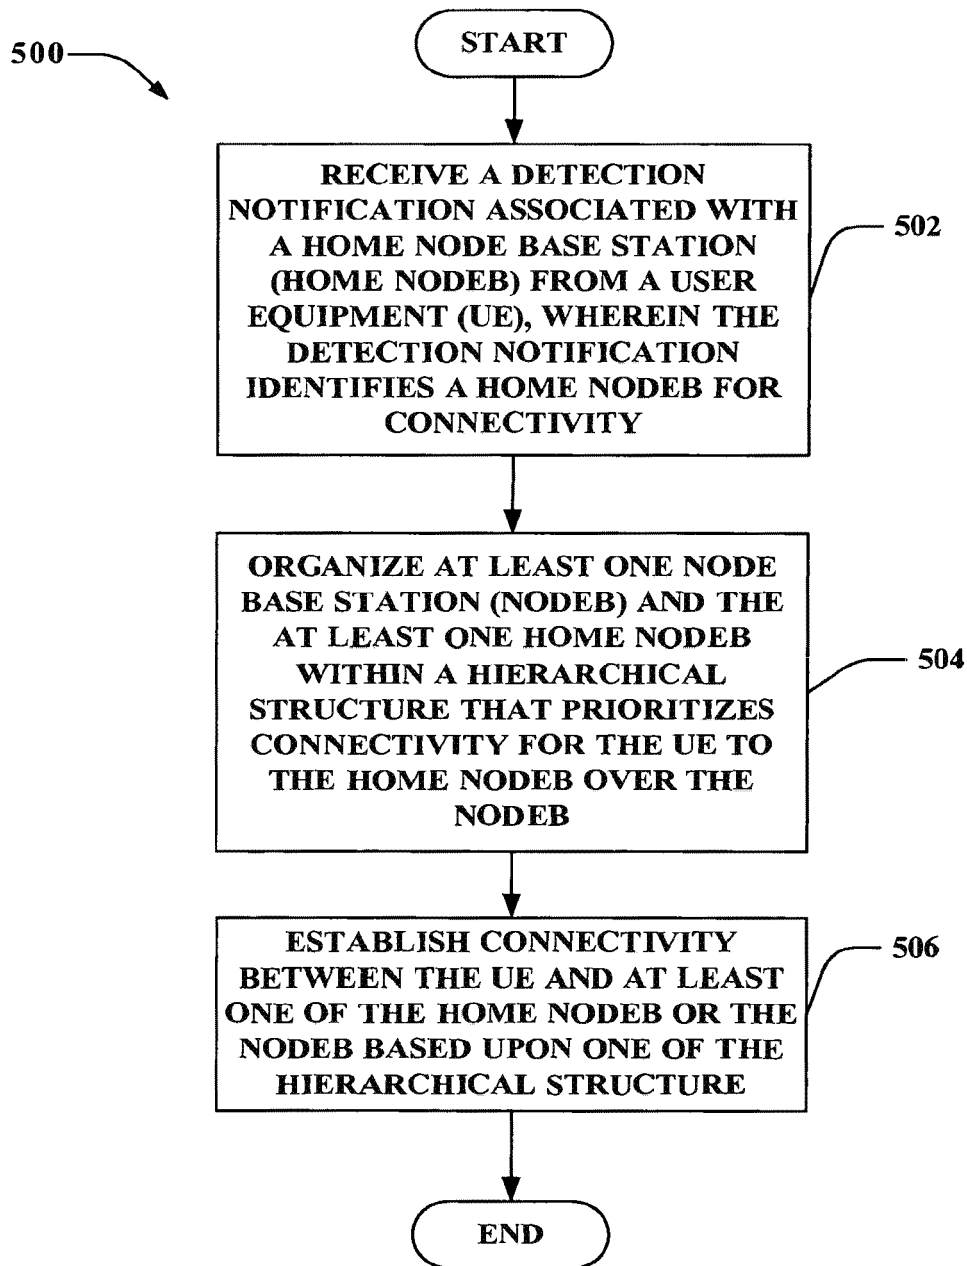 500
START
RECEIVE A DETECTION
NOTIFICATION ASSOCIATED WITH
A HOME NODE BASE STATION
(HOME NODEB) FROM A USER
EQUIPMENT (UE), WHEREIN THE
DETECTION NOTIFICATION
IDENTIFIES A HOME NODEB FOR
CONNECTIVITY
502
ORGANIZE AT LEAST ONE NODE
BASE STATION (NODEB) AND THE
AT LEAST ONE HOME NODEB
WITHIN A HIERARCHICAL
STRUCTURE THAT PRIORITIZES
CONNECTIVITY FOR THE UE TO
THE HOME NODEB OVER THE
NODEB
504
ESTABLISH CONNECTIVITY
BETWEEN THE UE AND AT LEAST
ONE OF THE HOME NODEB OR THE
NODEB BASED UPON ONE OF THE
HIERARCHICAL STRUCTURE
506
END